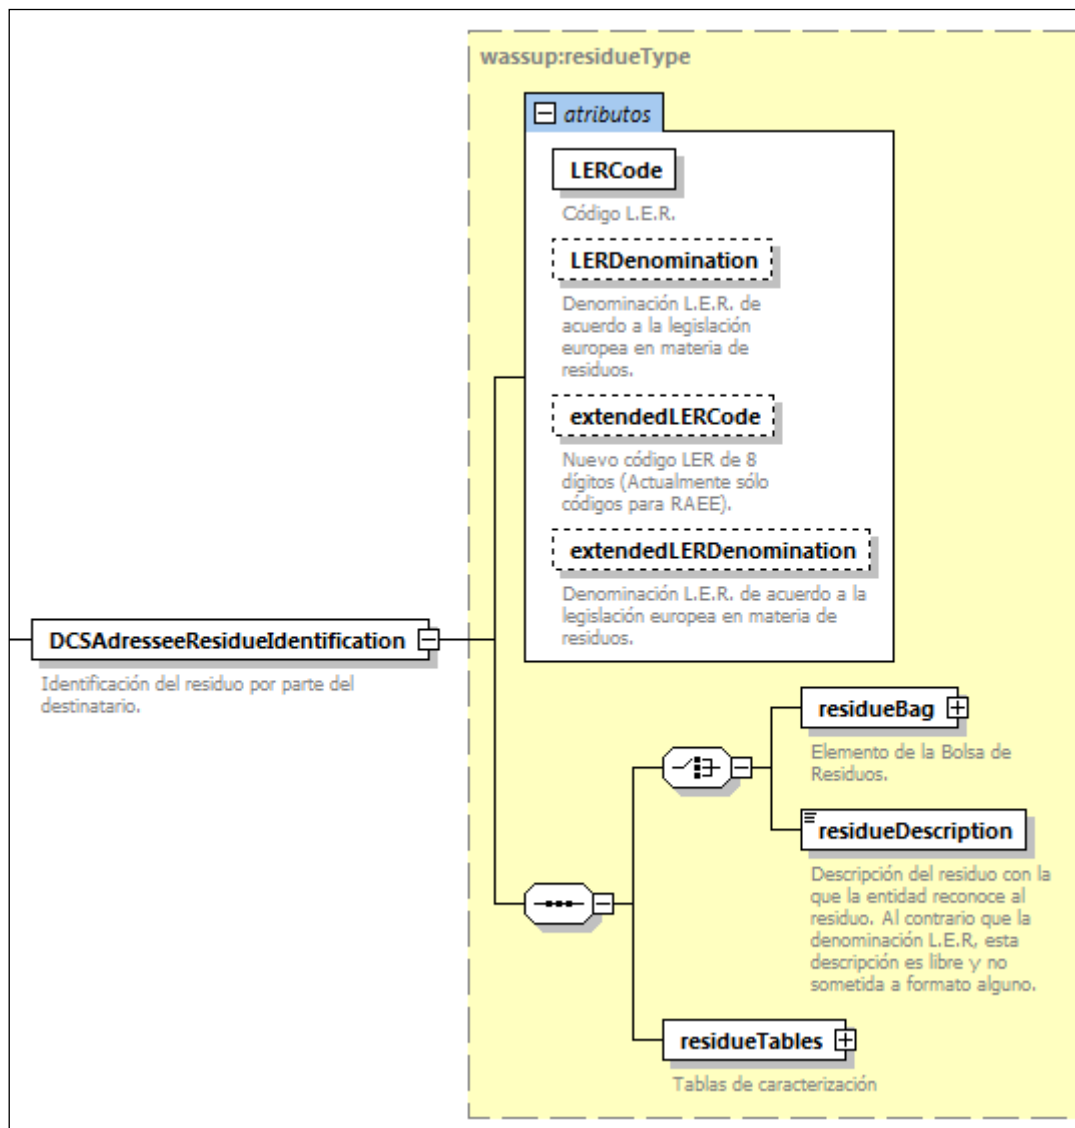 wassup:residueType
atributos
LERCode
Código L.E.R.
LERDenomination
Denominación L.E.R. de
acuerdo a la legislación
europea en materia de
residuos.
extendedLERCode
Nuevo código LER de 8
dígitos (Actualmente sólo
códigos para RAEE).
extendedLERDenomination
Denominación L.E.R. de acuerdo a la
legislación europea en materia de
residuos.
DCSAdresseeResidueIdentification
Identificación del residuo por parte del
destinatario.
residueBag
Elemento de la Bolsa de
Residuos.
residueDescription
Descripción del residuo con la
que la entidad reconoce al
residuo. Al contrario que la
denominación L.E.R, esta
descripción es libre y no
sometida a formato alguno.
residueTables
Tablas de caracterización